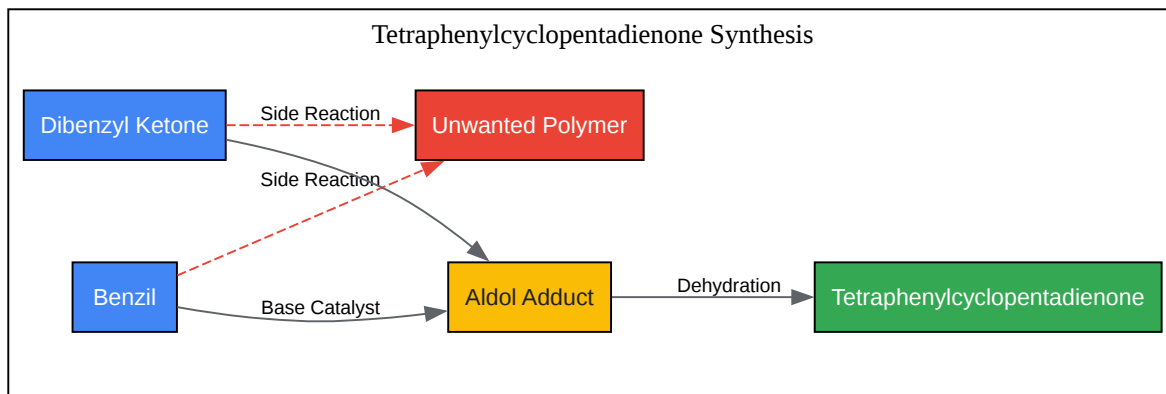 Tetraphenylcyclopentadienone Synthesis
Dibenzyl Ketone
Side Reaction
Unwanted Polymer
Side Reaction
Benzil
Base Catalyst
Aldol Adduct
Dehydration
Tetraphenylcyclopentadienone